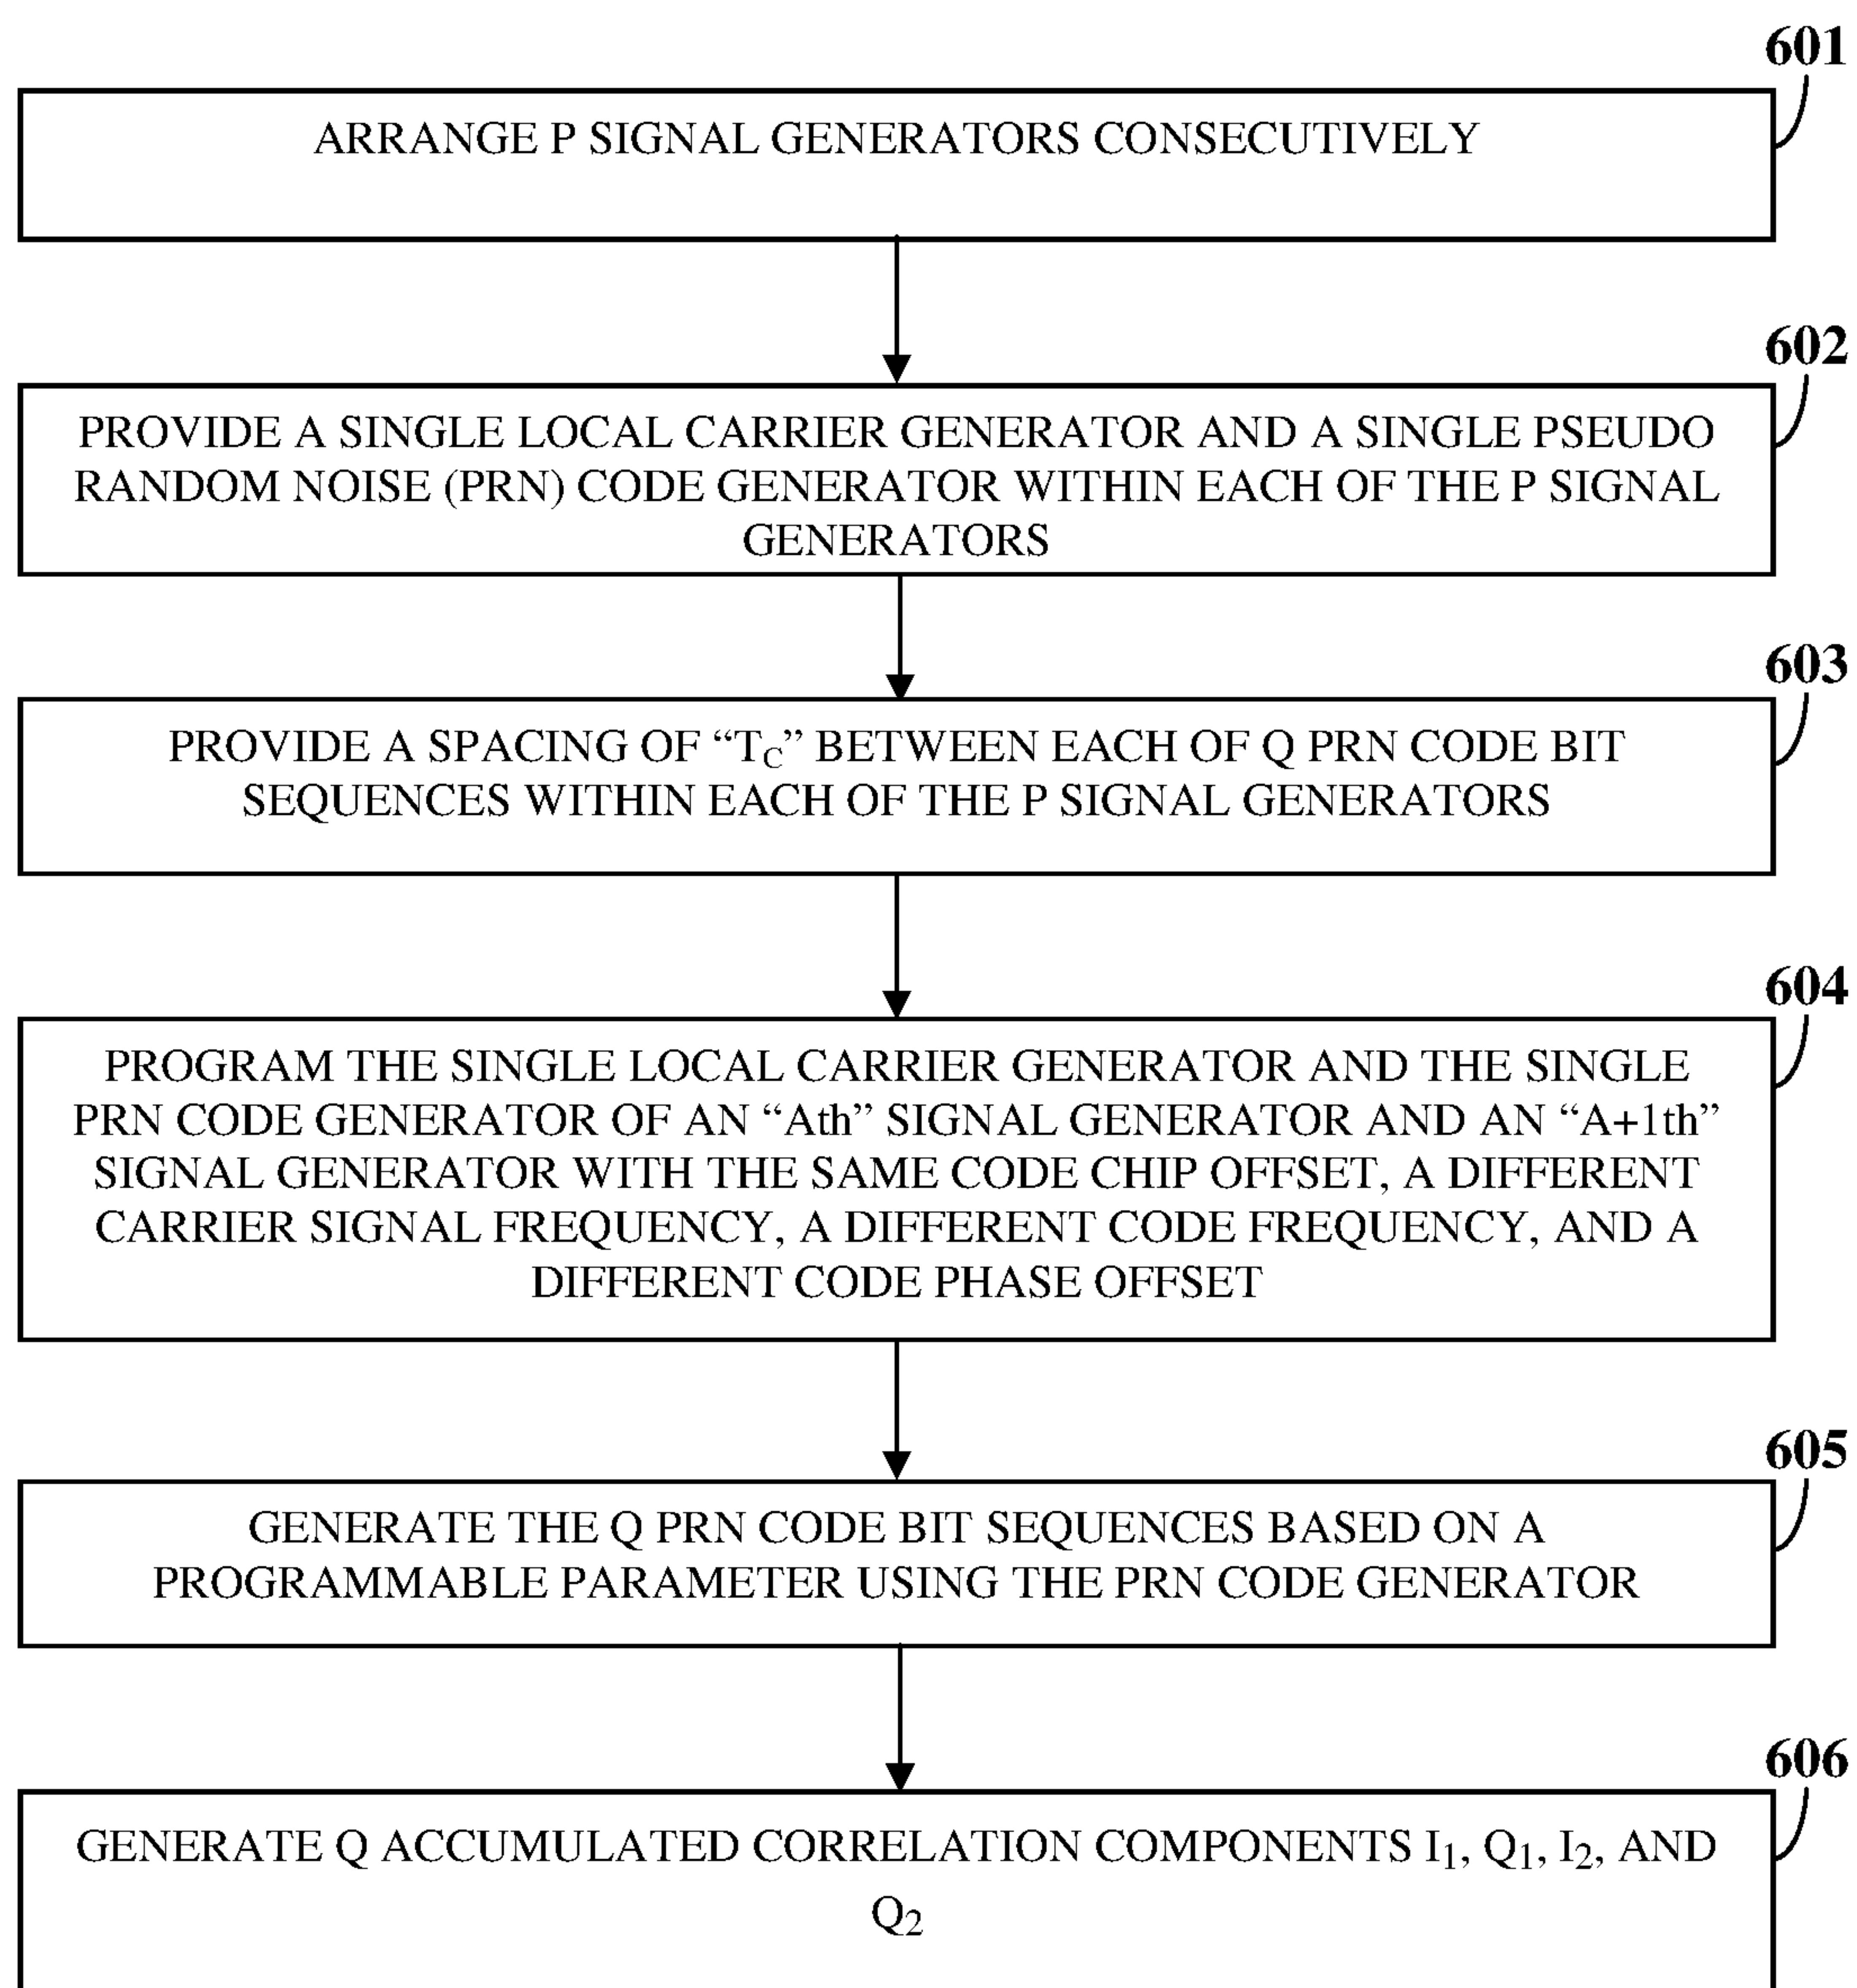 601
ARRANGE P SIGNAL GENERATORS CONSECUTIVELY
602
PROVIDE A SINGLE LOCAL CARRIER GENERATOR AND A SINGLE PSEUDO
RANDOM NOISE (PRN) CODE GENERATOR WITHIN EACH OF THE P SIGNAL
GENERATORS
603
PROVIDE A SPACING OF “T_C” BETWEEN EACH OF Q PRN CODE BIT
SEQUENCES WITHIN EACH OF THE P SIGNAL GENERATORS
604
PROGRAM THE SINGLE LOCAL CARRIER GENERATOR AND THE SINGLE
PRN CODE GENERATOR OF AN “Ath” SIGNAL GENERATOR AND AN “A+1th”
SIGNAL GENERATOR WITH THE SAME CODE CHIP OFFSET, A DIFFERENT
CARRIER SIGNAL FREQUENCY, A DIFFERENT CODE FREQUENCY, AND A
DIFFERENT CODE PHASE OFFSET
605
GENERATE THE Q PRN CODE BIT SEQUENCES BASED ON A
PROGRAMMABLE PARAMETER USING THE PRN CODE GENERATOR
606
GENERATE Q ACCUMULATED CORRELATION COMPONENTS I₁, Q₁, I₂, AND
Q₂